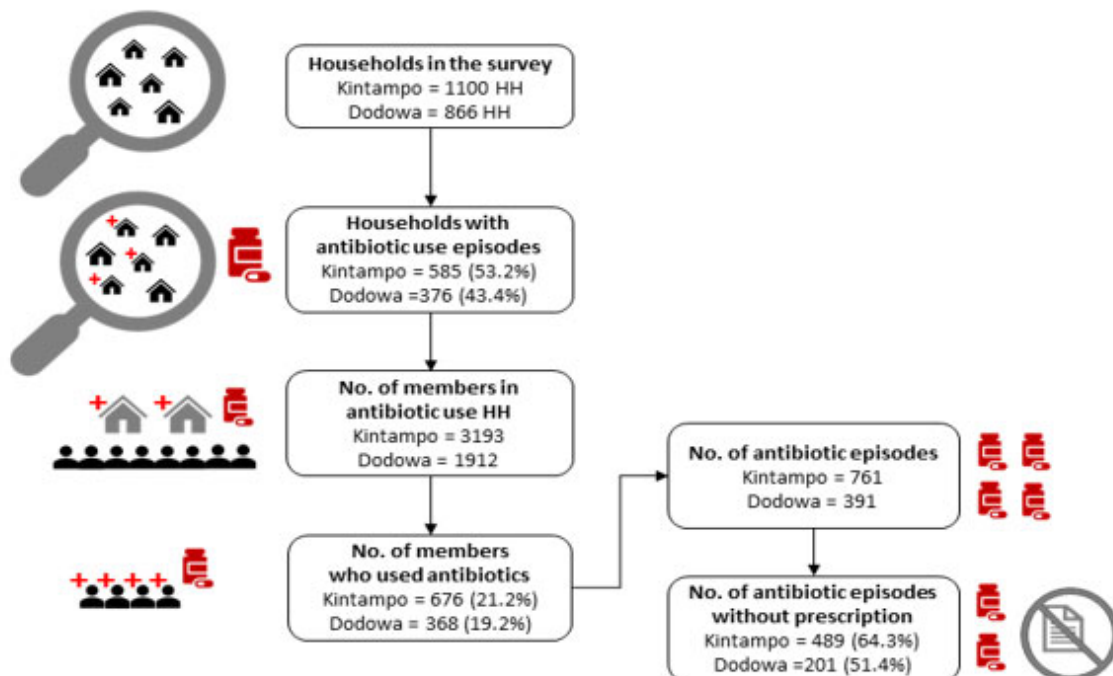 Households in the survey
Kintampo = 1100 HH
Dodowa = 866 HH
Households with
antibiotic use episodes
Kintampo = 585 (53.2%)
Dodowa =376 (43.4%)
No. of members in
antibiotic use HH
Kintampo = 3193
Dodowa = 1912
No. of members
who used antibiotics
Kintampo = 676 (21.2%)
Dodowa = 368 (19.2%)
No. of antibiotic episodes
Kintampo = 761
Dodowa = 391
No. of antibiotic episodes
without prescription
Kintampo = 489 (64.3%)
Dodowa =201 (51.4%)